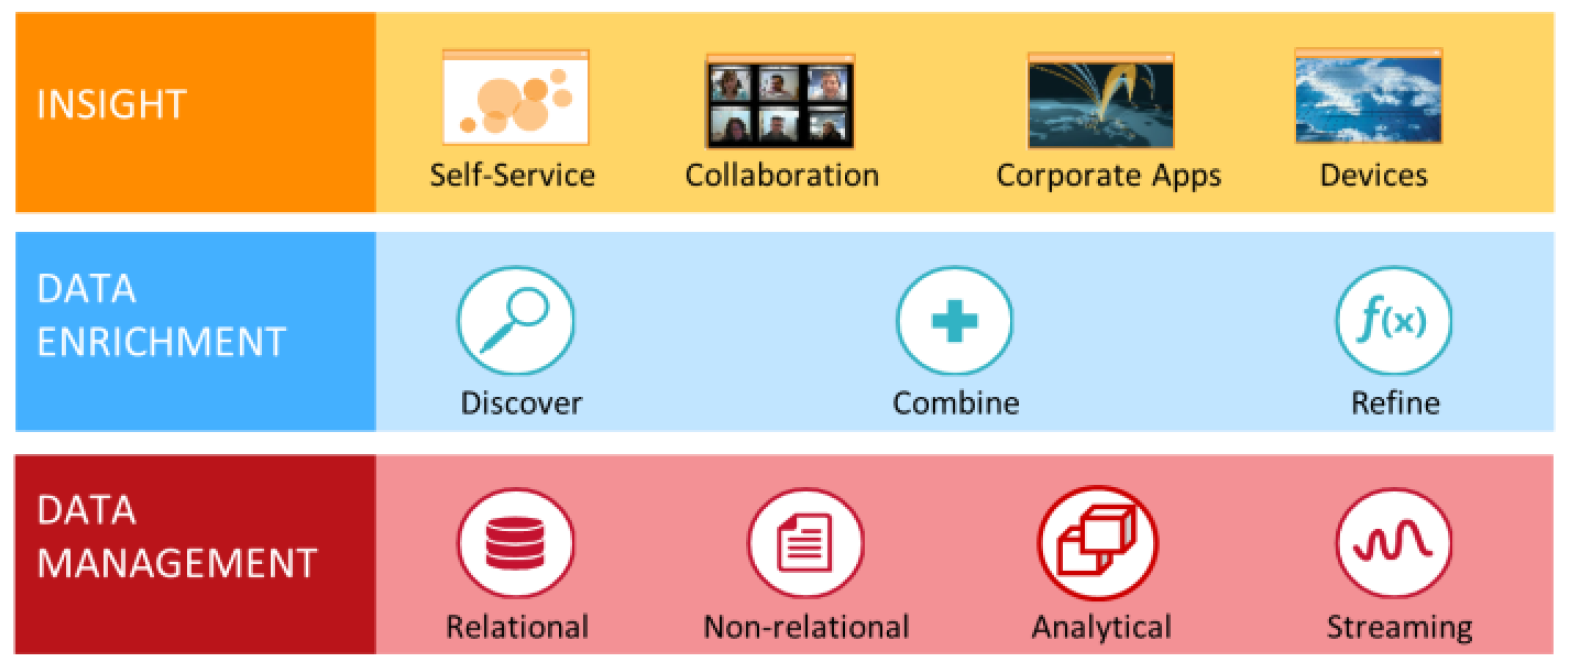 INSIGHT
Self-Service
Collaboration
Corporate Apps
Devices
DATA
ENRICHMENT
f(x)
Discover
Combine
Refine
DATA
MANAGEMENT
Relational
Non-relational
Analytical
Streaming